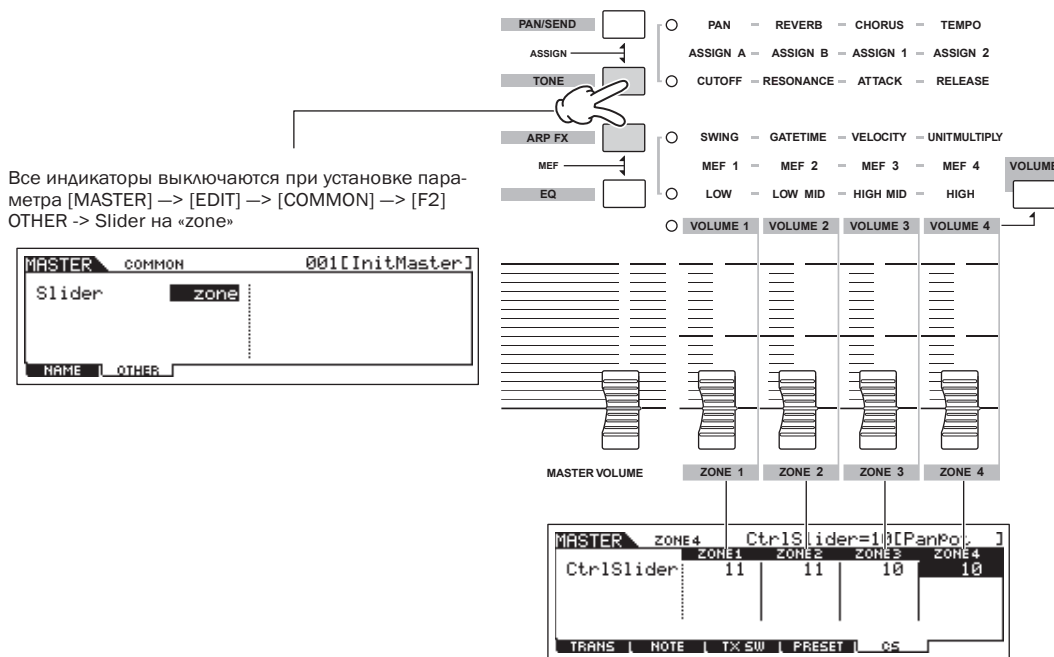 PAN/SEND PAN REVERB CHORUS TEMPO
ASSIGN ASSIGN A ASSIGN B ASSIGN 1 ASSIGN 2
TONE CUTOFF RESONANCE ATTACK RELEASE
ARP FX SWING GATETIME VELOCITY UNITMULTIPLY
MEF MEF 1 MEF 2 MEF 3 MEF 4 VOLUME
EQ LOW LOW MID HIGH MID HIGH
VOLUME 1 VOLUME 2 VOLUME 3 VOLUME 4
Все индикаторы выключаются при установке пара-
метра [MASTER] —> [EDIT] —> [COMMON] —> [F2]
OTHER -> Slider на «zone»
MASTER COMMON 001[InitMaster]
Slider zone
NAME OTHER
MASTER VOLUME ZONE 1 ZONE 2 ZONE 3 ZONE 4
MASTER ZONE4 CtrlSlider=10[PanPot ]
ZONE1 ZONE2 ZONE3 ZONE4
CtrlSlider 11 11 10 10
TRANS NOTE TX SW PRESET CS